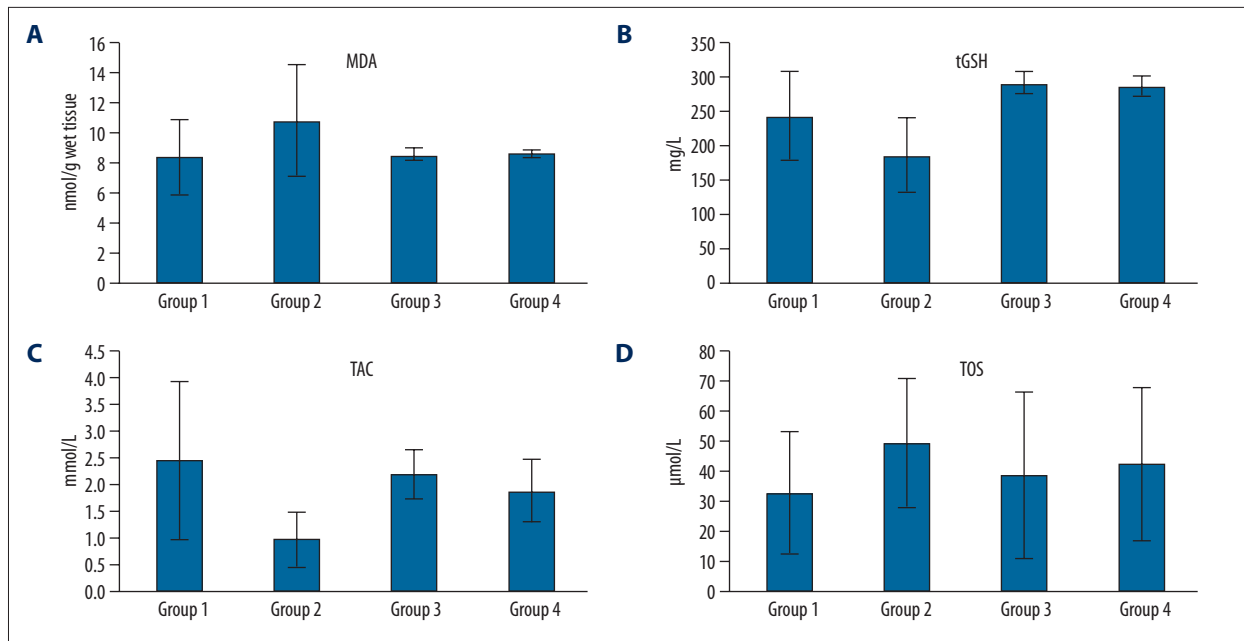 A
MDA
nmol/g wet tissue
16
14
12
10
8
6
4
2
0
Group 1 Group 2 Group 3 Group 4
B
tGSH
mg/L
350
300
250
200
150
100
50
0
Group 1 Group 2 Group 3 Group 4
C
TAC
mmol/L
4.5
4.0
3.5
3.0
2.5
2.0
1.5
1.0
0.5
0.0
Group 1 Group 2 Group 3 Group 4
D
TOS
µmol/L
80
70
60
50
40
30
20
10
0
Group 1 Group 2 Group 3 Group 4